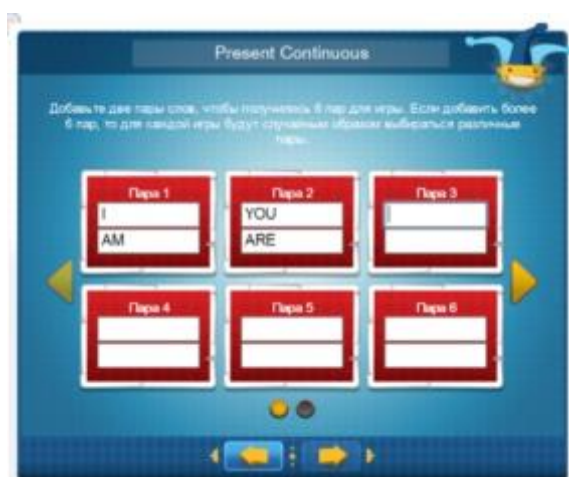 Present Continuous
Добавьте две пары слов, чтобы получились 6 пар для игры. Если добавить более
6 пар, то для каждой игры будут случайным образом выбираться различные
пары.
Пара 1
I
AM
Пара 2
YOU
ARE
Пара 3
Пара 4
Пара 5
Пара 6